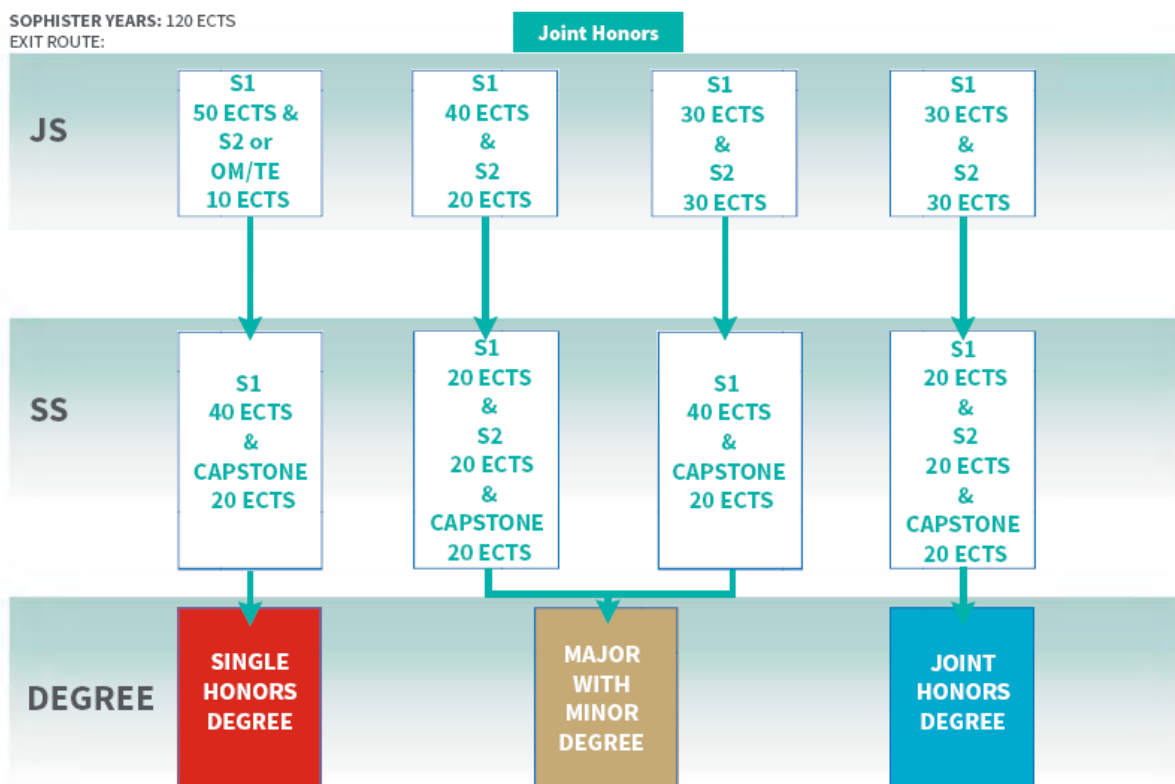 SOPHISTER YEARS: 120 ECTS
EXIT ROUTE:
Joint Honors
JS
S1
50 ECTS &
S2 or
OM/TE
10 ECTS
S1
40 ECTS
&
S2
20 ECTS
S1
30 ECTS
&
S2
30 ECTS
S1
30 ECTS
&
S2
30 ECTS
SS
S1
40 ECTS
&
CAPSTONE
20 ECTS
S1
20 ECTS
&
S2
20 ECTS
&
CAPSTONE
20 ECTS
S1
40 ECTS
&
CAPSTONE
20 ECTS
S1
20 ECTS
&
S2
20 ECTS
&
CAPSTONE
20 ECTS
DEGREE
SINGLE
HONORS
DEGREE
MAJOR
WITH
MINOR
DEGREE
JOINT
HONORS
DEGREE